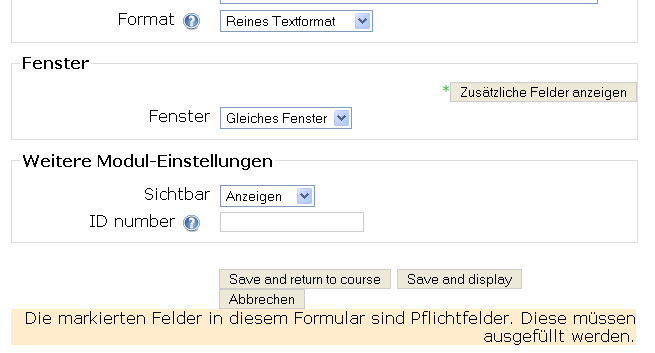 Format
Reines Textformat
Fenster
* Zusätzliche Felder anzeigen
Fenster
Gleiches Fenster
Weitere Modul-Einstellungen
Sichtbar
Anzeigen
ID number
Save and return to course
Save and display
Abbrechen
Die markierten Felder in diesem Formular sind Pflichtfelder. Diese müssen
ausgefüllt werden.